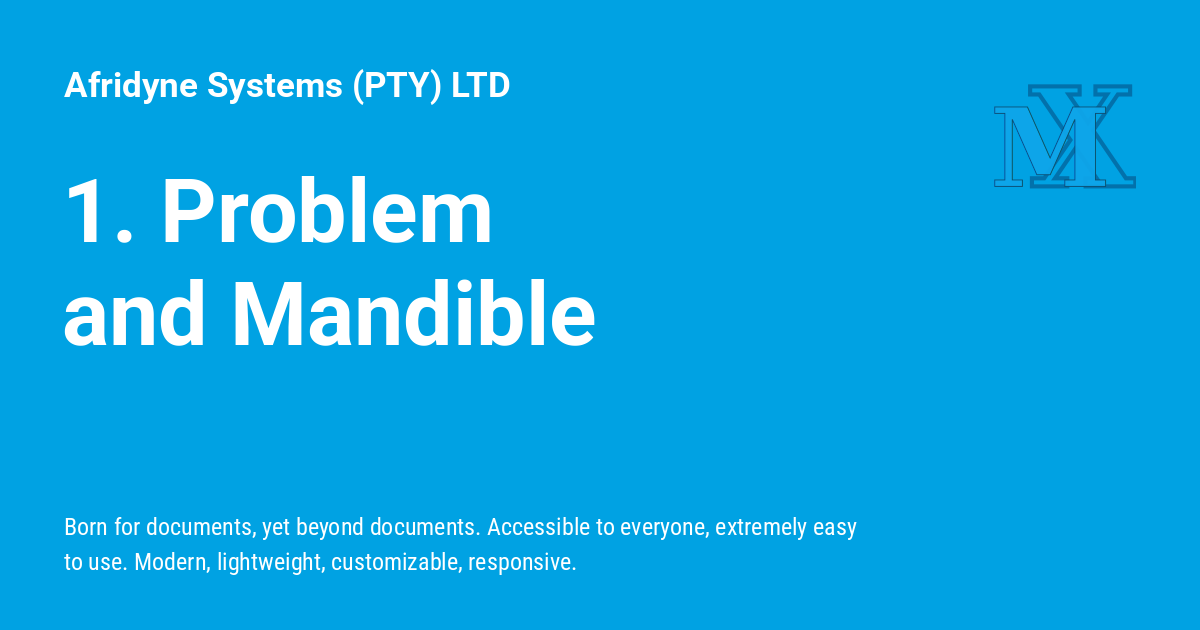 Afridyne Systems (PTY) LTD
MX
1. Problem
and Mandible
Born for documents, yet beyond documents. Accessible to everyone, extremely easy
to use. Modern, lightweight, customizable, responsive.